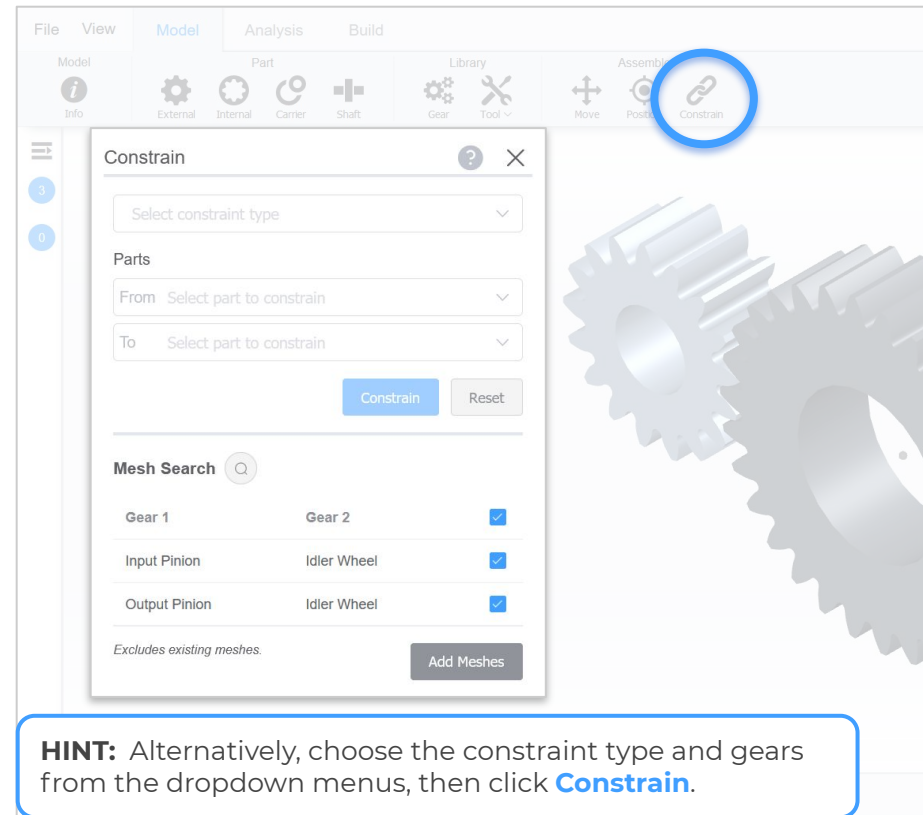 File View Model Analysis Build
Model Part Library Assemble
Info External Internal Carrier Shaft Gear Tool Move Position Constrain
Constrain ?
3
Select constraint type
0
Parts
From Select part to constrain
To Select part to constrain
Constrain Reset
Mesh Search
Gear 1 Gear 2
Input Pinion Idler Wheel
Output Pinion Idler Wheel
Excludes existing meshes.
Add Meshes
HINT: Alternatively, choose the constraint type and gears
from the dropdown menus, then click Constrain.